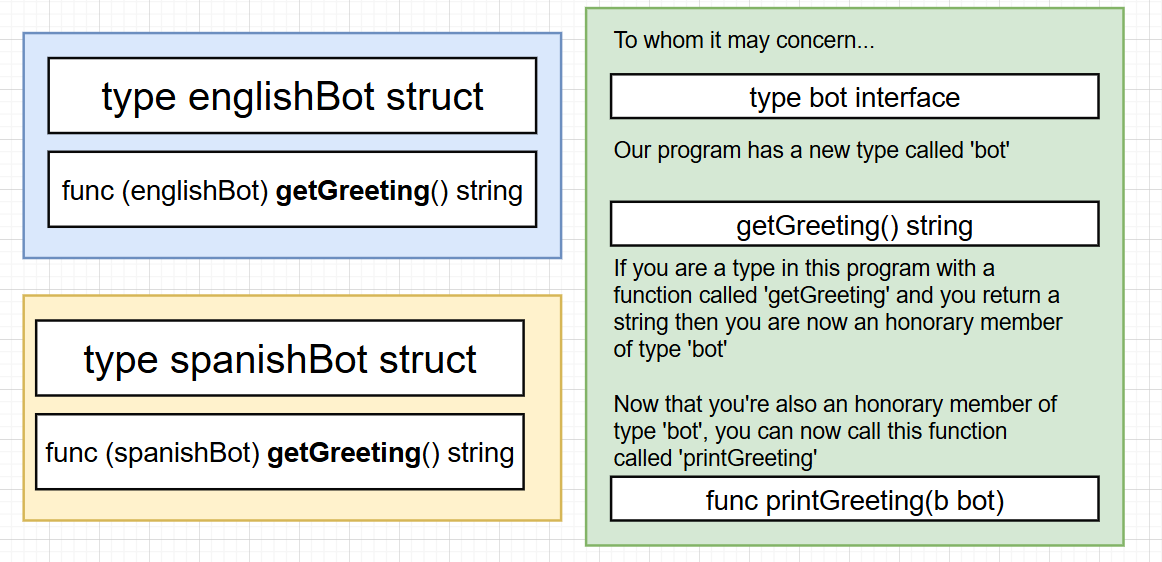 type englishBot struct
func (englishBot) getGreeting() string
type spanishBot struct
func (spanishBot) getGreeting() string
To whom it may concern...
type bot interface
Our program has a new type called 'bot'
getGreeting() string
If you are a type in this program with a
function called 'getGreeting' and you return a
string then you are now an honorary member
of type 'bot'
Now that you're also an honorary member of
type 'bot', you can now call this function
called 'printGreeting'
func printGreeting(b bot)